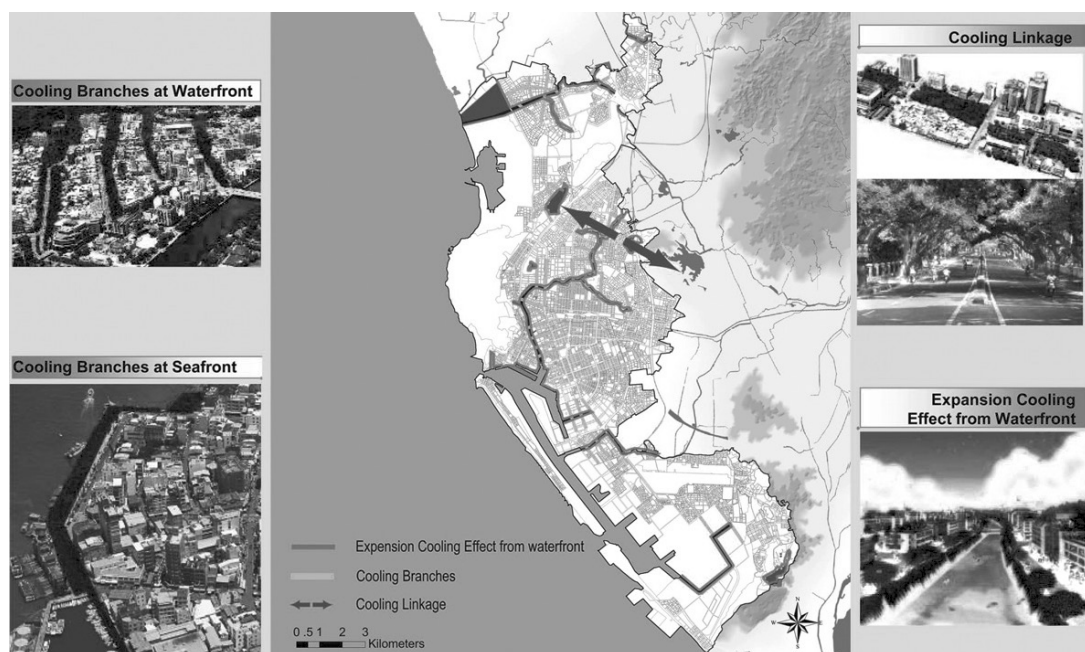 Cooling Branches at Waterfront
Cooling Branches at Seafront
Expension Cooling Effect from waterfront
Cooling Branches
Cooling Linkage
0 .5 1 2 3
Kilometers
N
W E
S
Cooling Linkage
Expansion Cooling
Effect from Waterfront